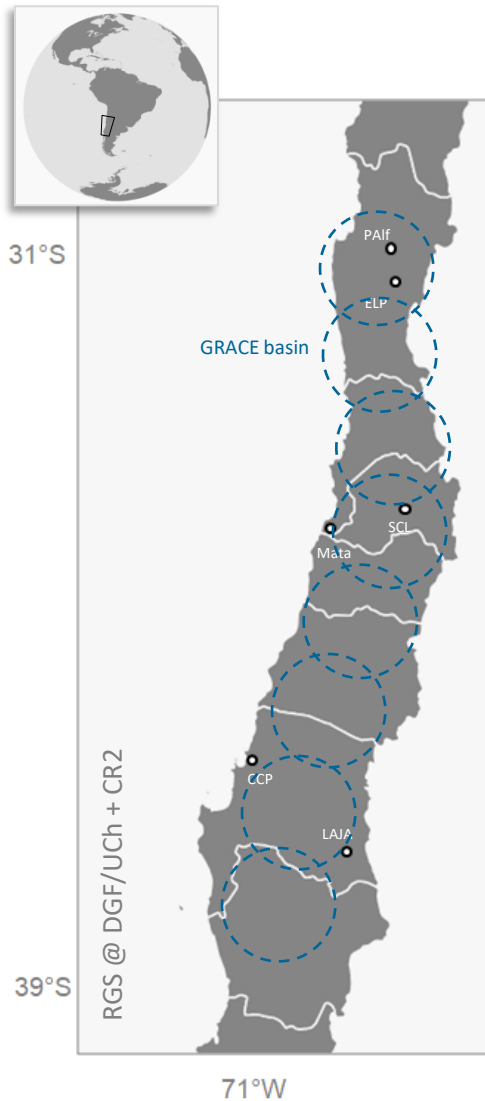 31°S
PAlf
ELP
GRACE basin
SCL
Mata
CCP
LAJA
RGS @ DGF/UCh + CR2
39°S
71°W